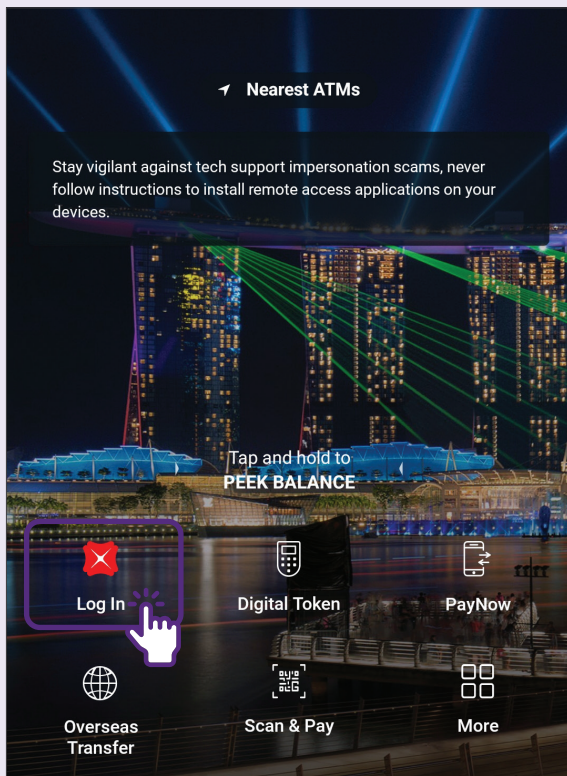 Nearest ATMs
Stay vigilant against tech support impersonation scams, never
follow instructions to install remote access applications on your
devices.
Tap and hold to
PEEK BALANCE
Log In
Digital Token
PayNow
Overseas
Transfer
Scan & Pay
More